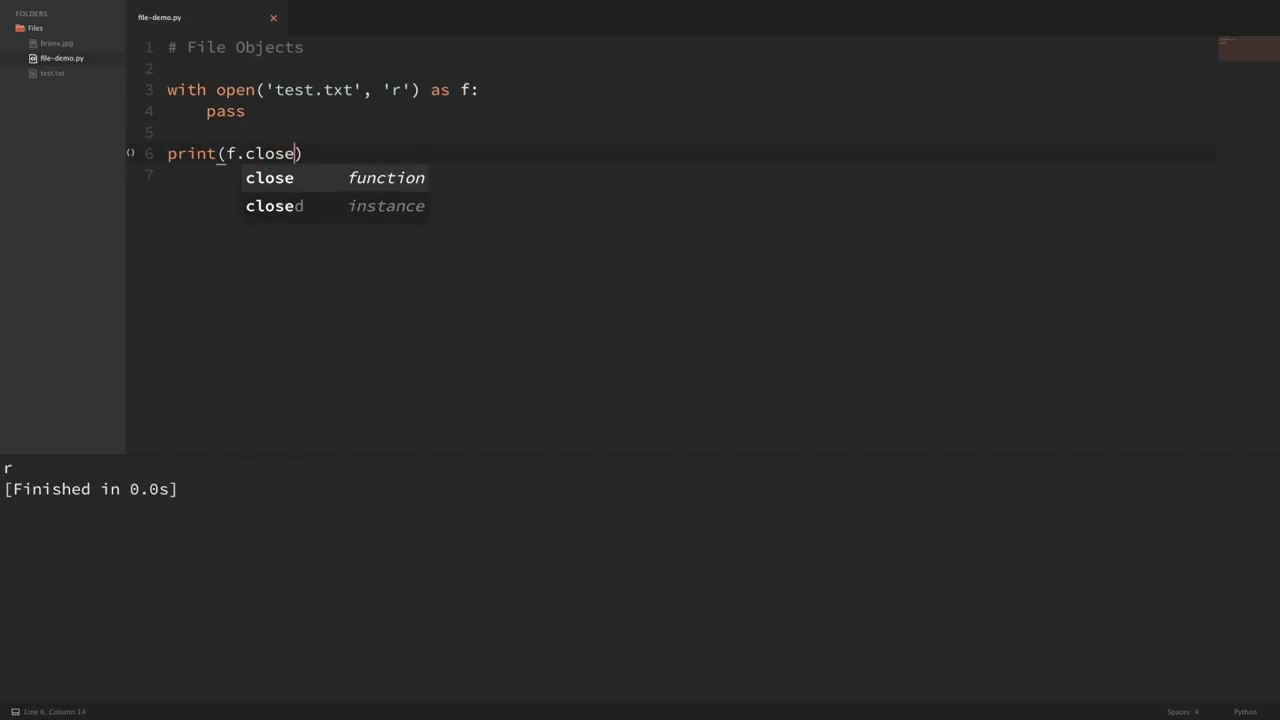 FOLDERS
Files
bronx.jpg
file-demo.py
test.txt
file-demo.py ×
1 # File Objects
2
3 with open('test.txt', 'r') as f:
4     pass
5
() 6 print(f.close)
7
close function
closed instance
r
[Finished in 0.0s]
Line 6, Column 14
Spaces: 4
Python